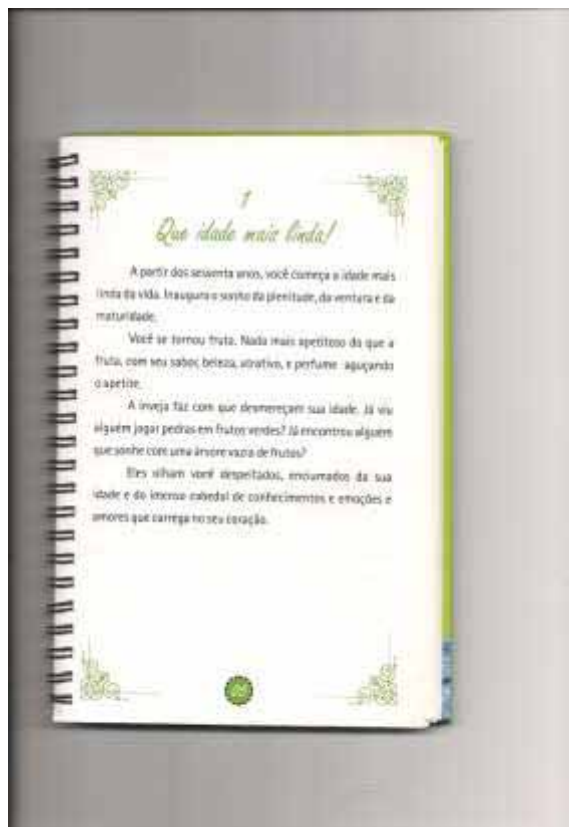 1
Que idade mais linda!
A partir dos sessenta anos, você começa a idade mais
linda da vida. Inaugura o sonho da plenitude, da ventura e da
maturidade.
Você se tornou fruta. Nada mais apetitoso do que a
fruta, com seu sabor, beleza, atrativo, e perfume aguçando
o apetite.
A inveja faz com que desmereçam sua idade. Já viu
alguém jogar pedras em frutos verdes? Já encontrou alguém
que sonhe com uma árvore vazia de frutos?
Eles olham você despeitados, enciumados da sua
idade e do imenso cabedal de conhecimentos e emoções e
amores que carrega no seu coração.